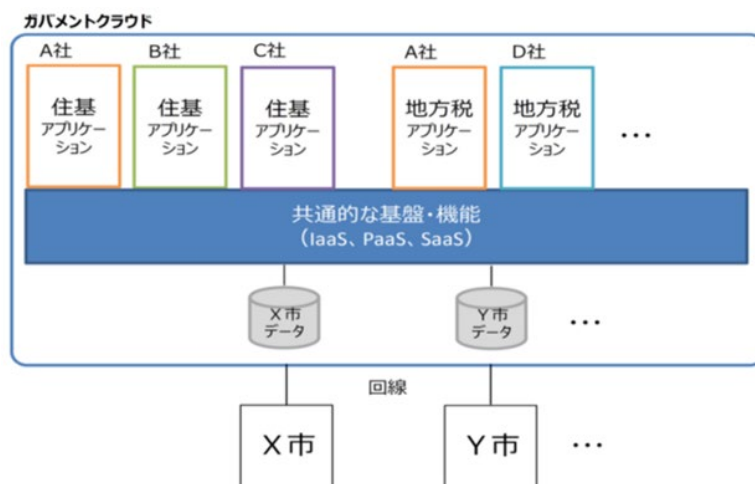 ガバメントクラウド
A社
B社
C社
A社
D社
住基
アプリケー
ション
住基
アプリケー
ション
住基
アプリケー
ション
地方税
アプリケー
ション
地方税
アプリケー
ション
…
共通的な基盤・機能
（IaaS、PaaS、SaaS）
X市
データ
Y市
データ
…
回線
X市
Y市
…